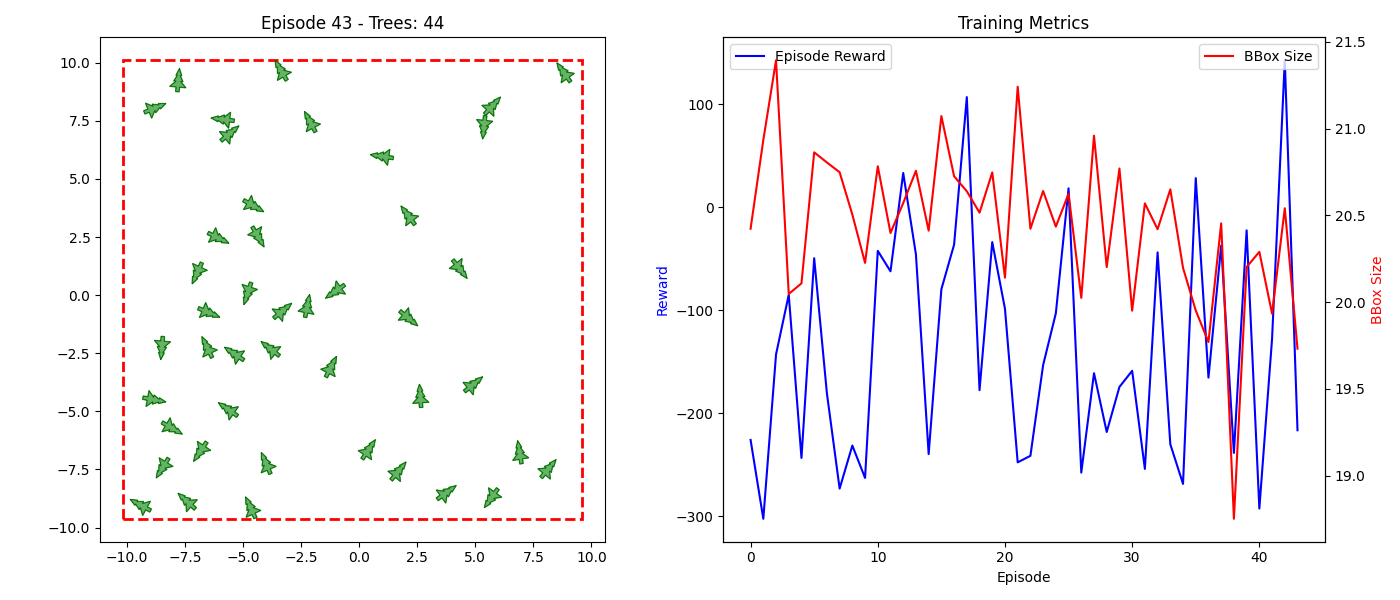 Episode 43 - Trees: 44
10.0
7.5
5.0
2.5
0.0
−2.5
−5.0
−7.5
−10.0
−10.0 −7.5 −5.0 −2.5 0.0 2.5 5.0 7.5 10.0
Training Metrics
Episode Reward
BBox Size
Reward
100
0
−100
−200
−300
0 10 20 30 40
Episode
21.5
21.0
20.5
20.0
19.5
19.0
BBox Size